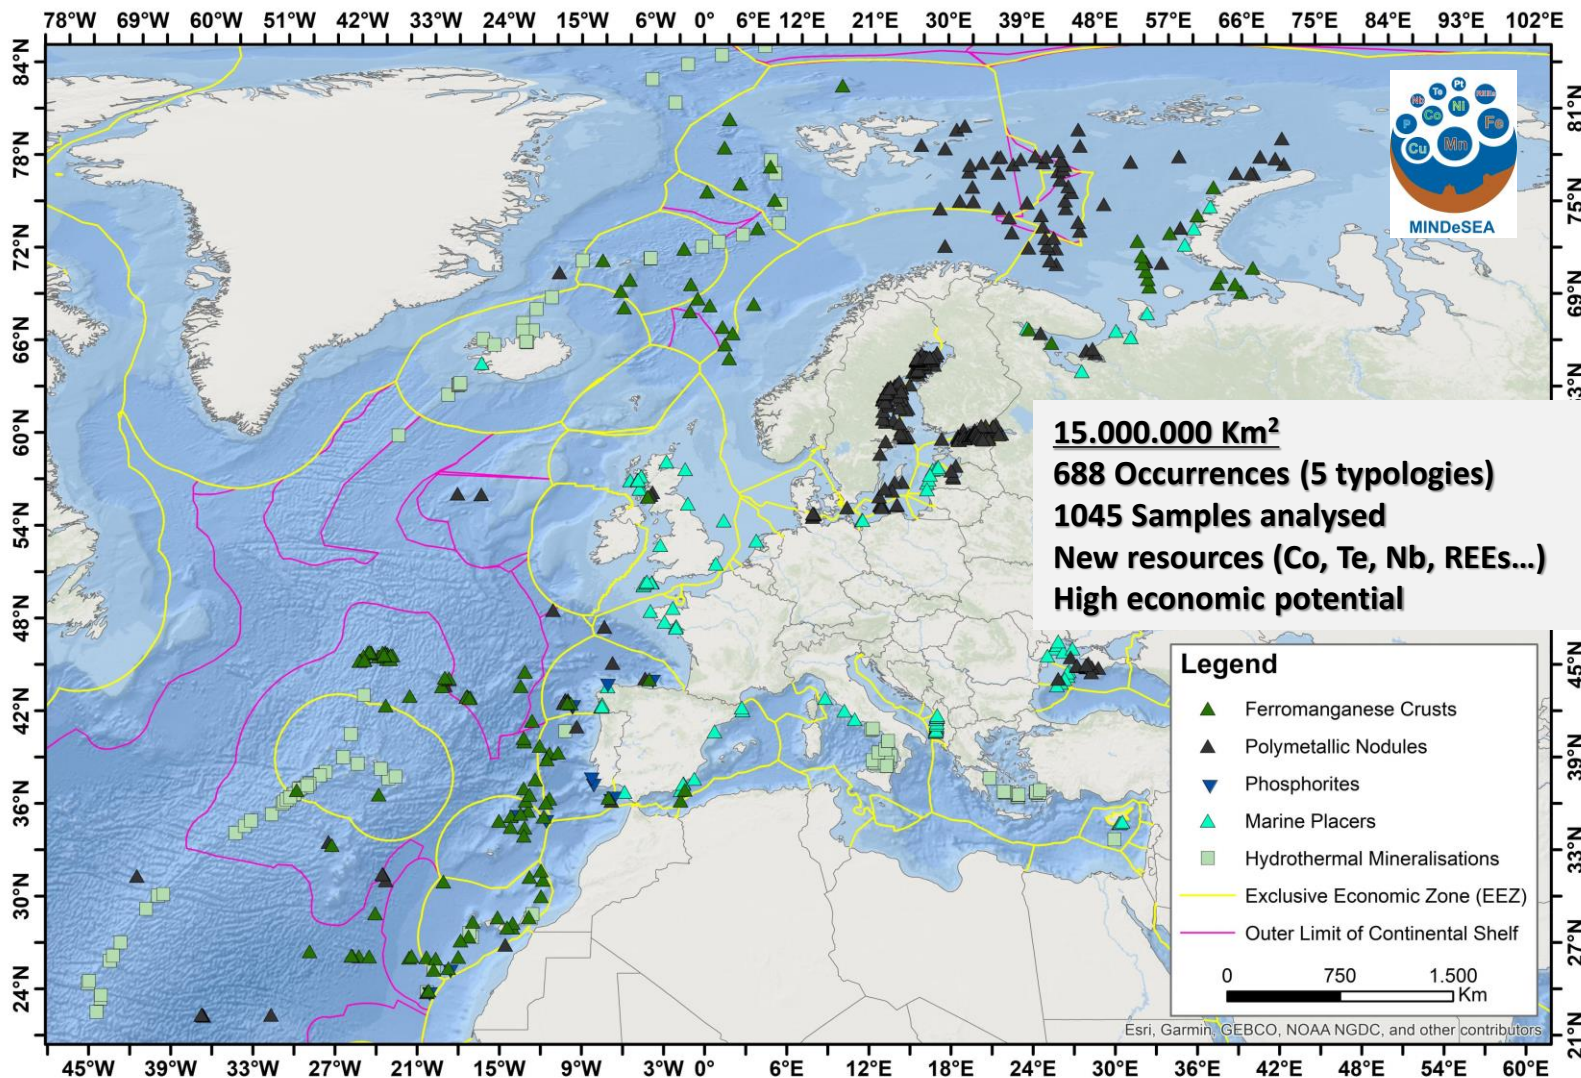 78°W 69°W 60°W 51°W 42°W 33°W 24°W 15°W 6°W 0° 6°E 12°E 21°E 30°E 39°E 48°E 57°E 66°E 75°E 84°E 93°E 102°E
84°N
78°N
72°N
66°N
60°N
54°N
48°N
42°N
36°N
30°N
24°N
81°N
75°N
69°N
63°N
45°N
39°N
33°N
27°N
21°N
Nb
Te
Pt
REEs
P
Co
Ni
Fe
Cu
Mn
MINDeSEA
15.000.000 Km²
688 Occurrences (5 typologies)
1045 Samples analysed
New resources (Co, Te, Nb, REEs...)
High economic potential
Legend
Ferromanganese Crusts
Polymetallic Nodules
Phosphorites
Marine Placers
Hydrothermal Mineralisations
Exclusive Economic Zone (EEZ)
Outer Limit of Continental Shelf
0 750 1.500
Km
Esri, Garmin, GEBCO, NOAA NGDC, and other contributors
45°W 39°W 33°W 27°W 21°W 15°W 9°W 6°W 0° 6°E 12°E 18°E 24°E 30°E 36°E 42°E 48°E 54°E 60°E